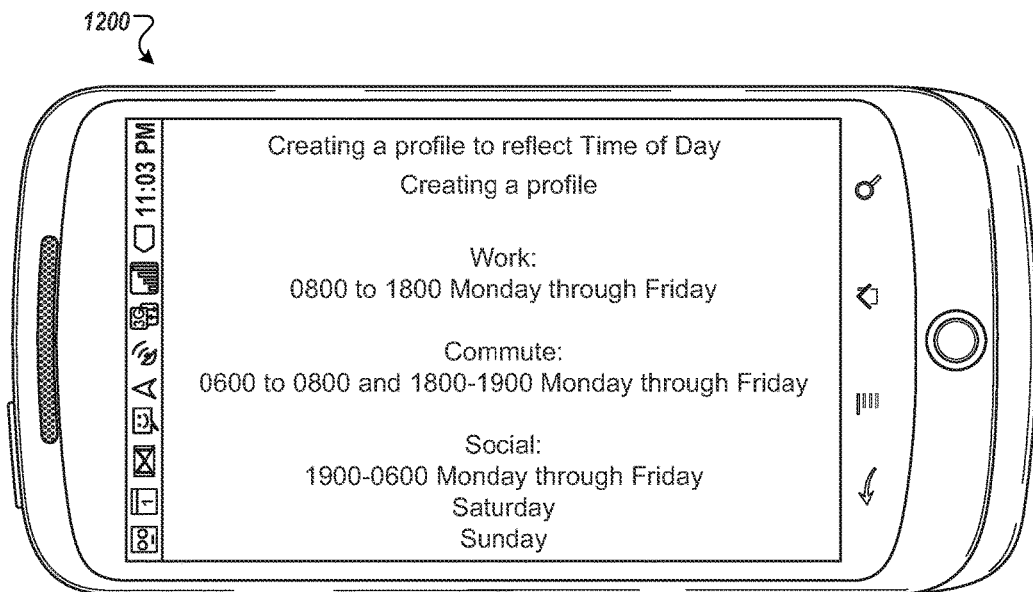 1200
11:03 PM
3G
1
Creating a profile to reflect Time of Day
Creating a profile
Work:
0800 to 1800 Monday through Friday
Commute:
0600 to 0800 and 1800-1900 Monday through Friday
Social:
1900-0600 Monday through Friday
Saturday
Sunday